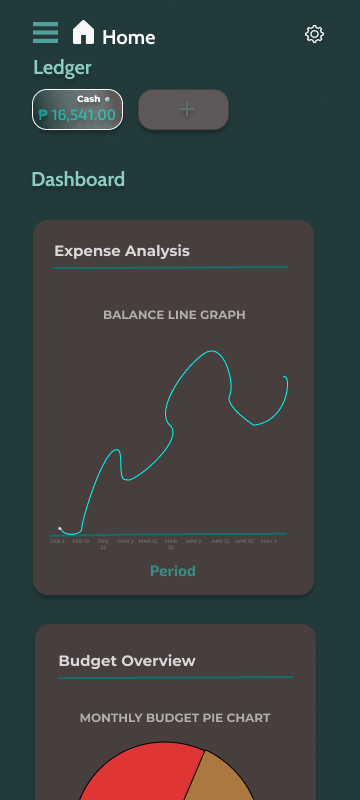 Home
Ledger
Cash
₱ 16,541.00
+
Dashboard
Expense Analysis
BALANCE LINE GRAPH
FEB 2 FEB 12 FEB 22 MAR 2 MAR 12 MAR 22 APR 2 APR 12 APR 22 MAY 2
Period
Budget Overview
MONTHLY BUDGET PIE CHART